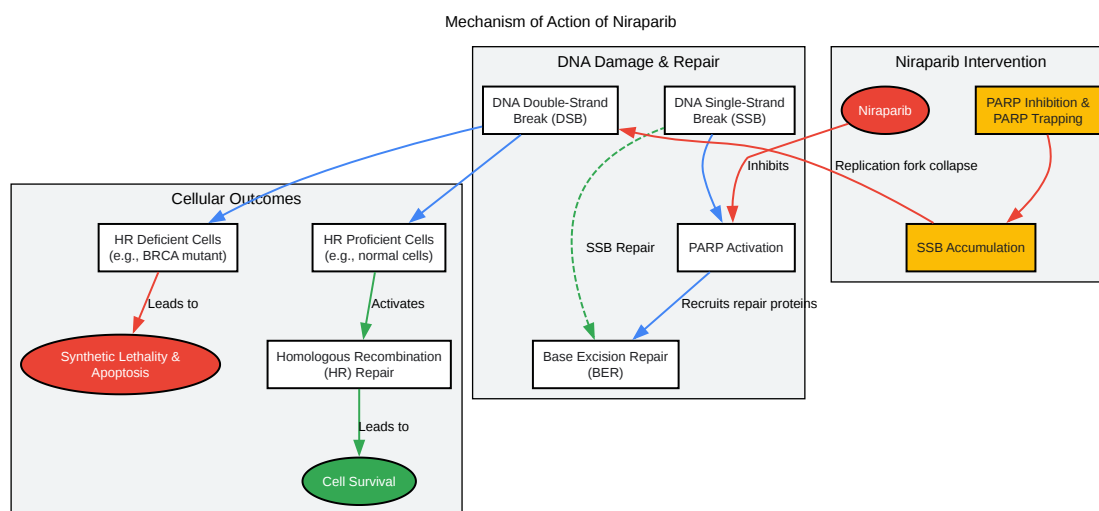 Mechanism of Action of Niraparib
DNA Damage & Repair
Niraparib Intervention
DNA Double-Strand
Break (DSB)
DNA Single-Strand
Break (SSB)
Niraparib
PARP Inhibition &
PARP Trapping
Inhibits
Replication fork collapse
Cellular Outcomes
HR Deficient Cells
(e.g., BRCA mutant)
HR Proficient Cells
(e.g., normal cells)
SSB Repair
PARP Activation
SSB Accumulation
Leads to
Activates
Recruits repair proteins
Synthetic Lethality &
Apoptosis
Homologous Recombination
(HR) Repair
Base Excision Repair
(BER)
Leads to
Cell Survival